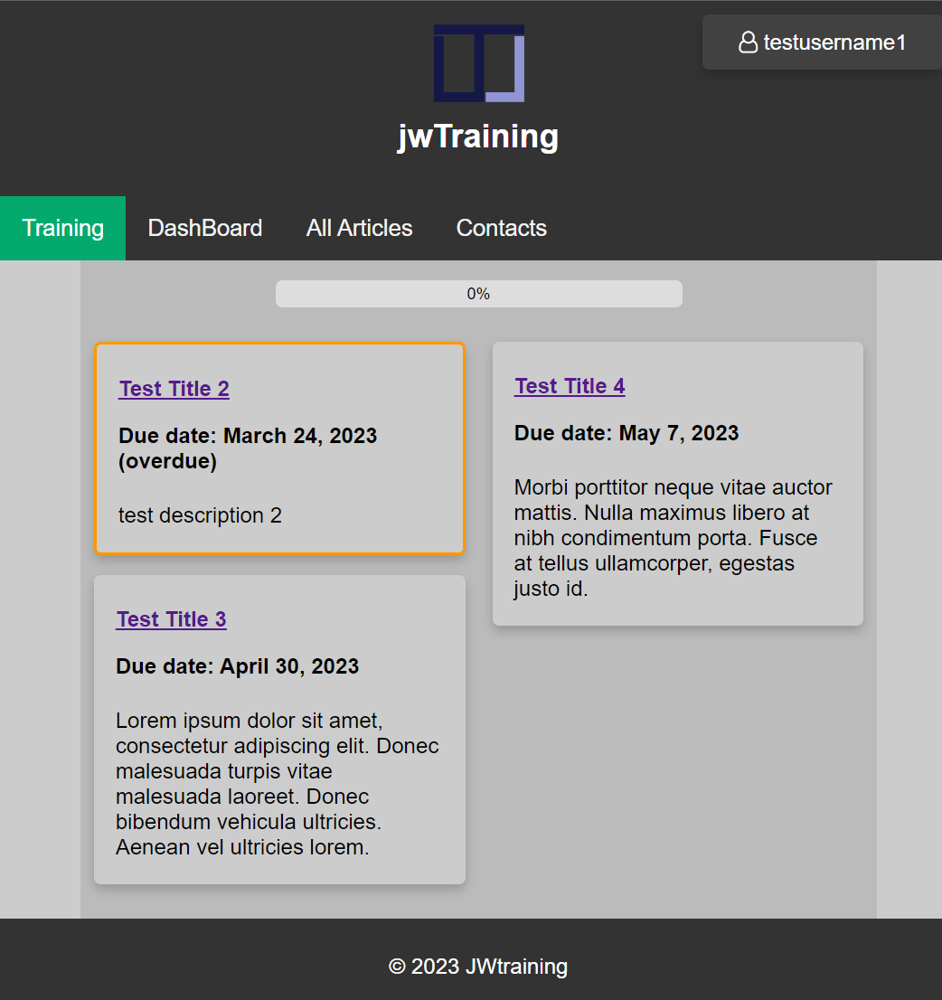 testusername1
jwTraining
Training
DashBoard
All Articles
Contacts
0%
Test Title 2
Due date: March 24, 2023
(overdue)
test description 2
Test Title 3
Due date: April 30, 2023
Lorem ipsum dolor sit amet,
consectetur adipiscing elit. Donec
malesuada turpis vitae
malesuada laoreet. Donec
bibendum vehicula ultricies.
Aenean vel ultricies lorem.
Test Title 4
Due date: May 7, 2023
Morbi porttitor neque vitae auctor
mattis. Nulla maximus libero at
nibh condimentum porta. Fusce
at tellus ullamcorper, egestas
justo id.
© 2023 JWtraining